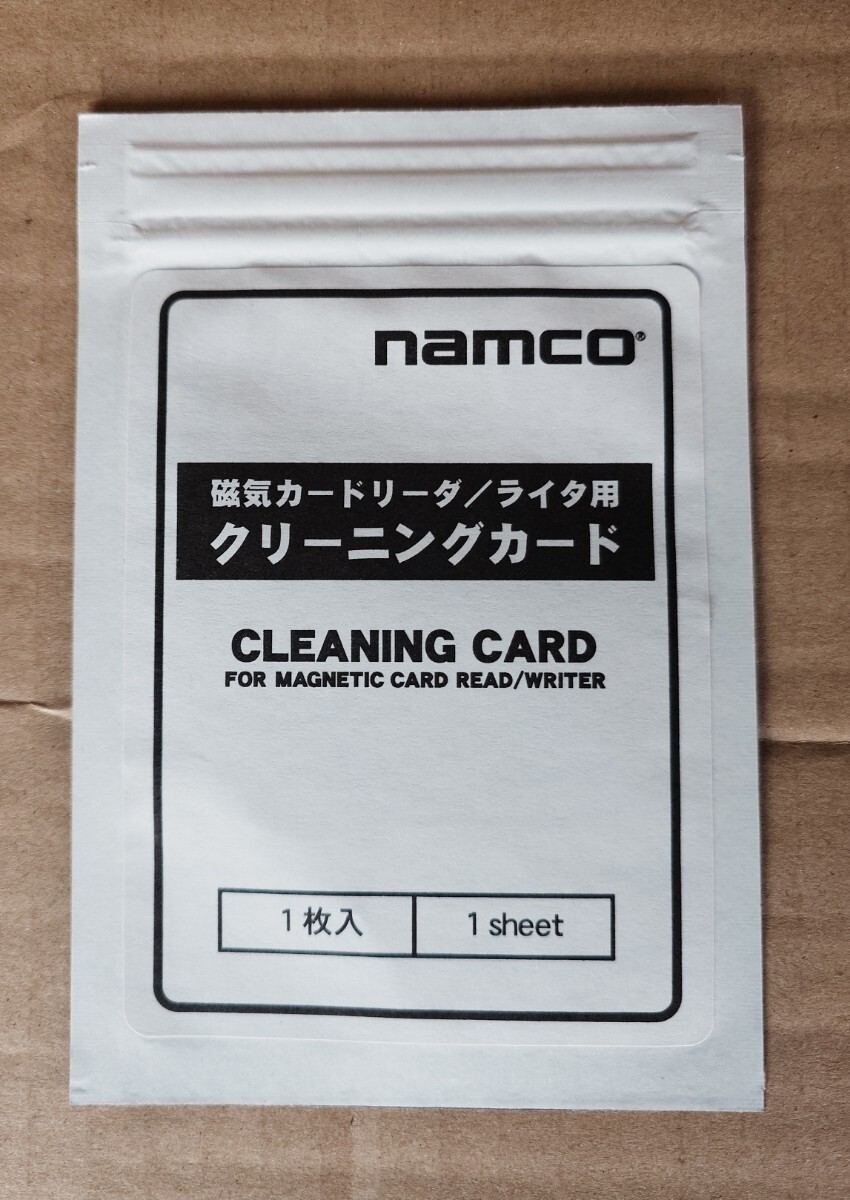 namco®
磁気カードリーダ／ライタ用
クリーニングカード
CLEANING CARD
FOR MAGNETIC CARD READ/WRITER
1枚入 1 sheet